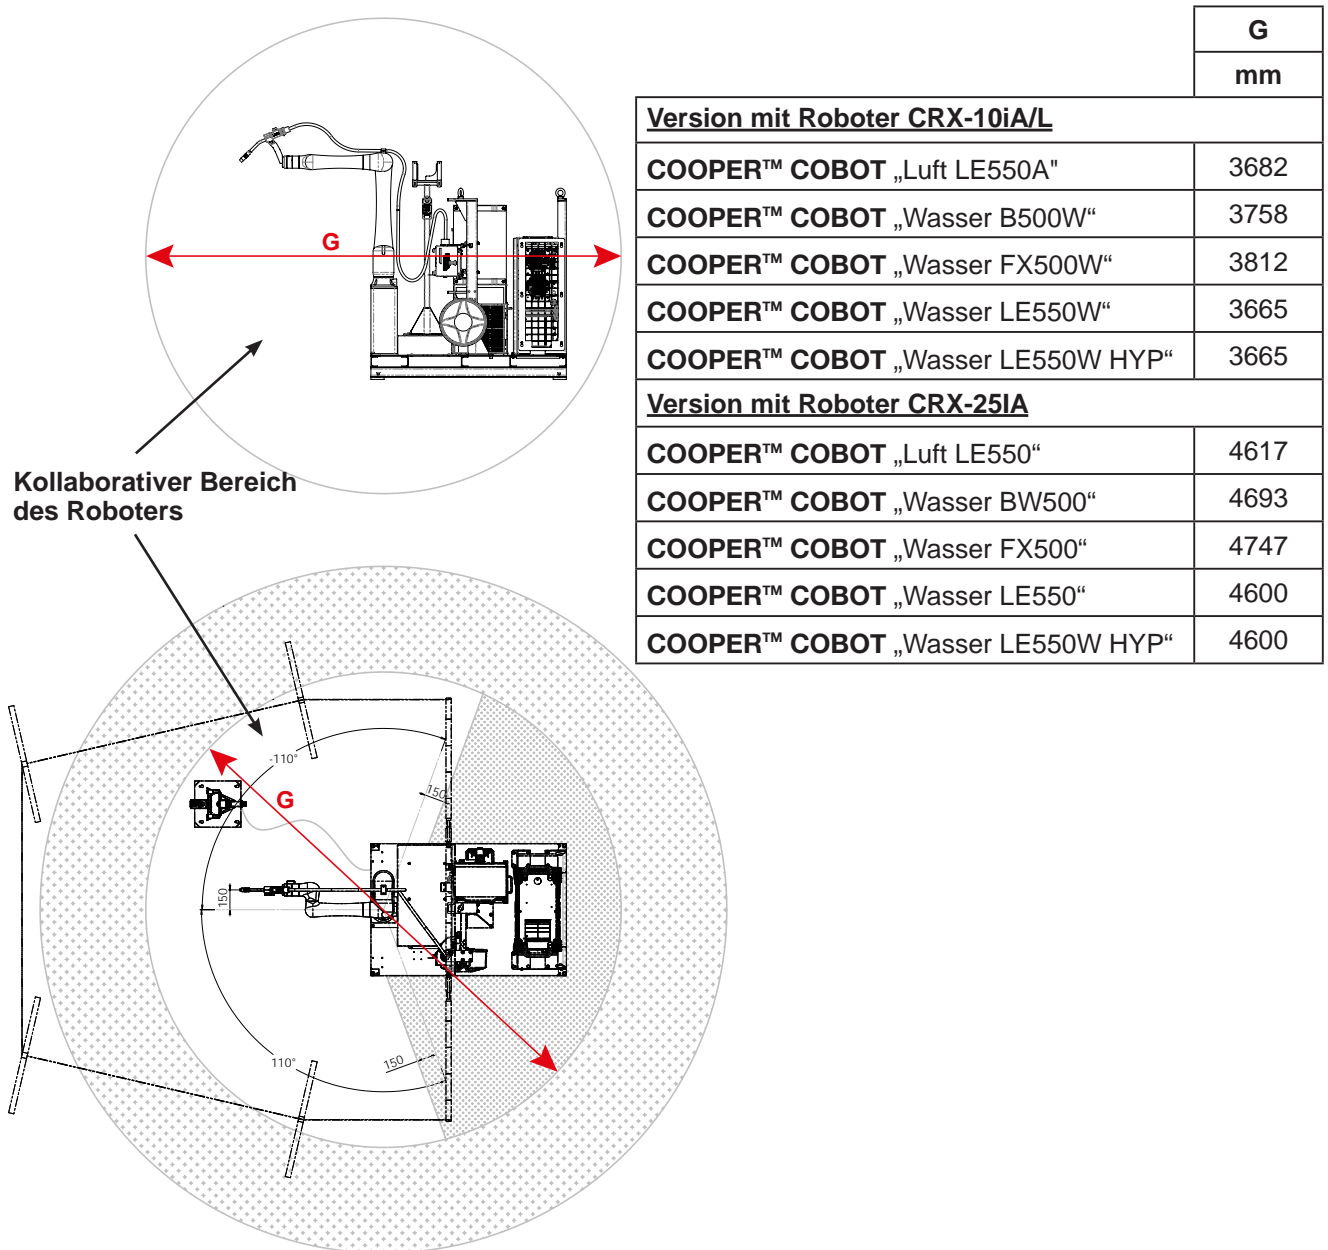 G
mm
Version mit Roboter CRX-10iA/L
COOPER™ COBOT „Luft LE550A" 3682
COOPER™ COBOT „Wasser B500W“ 3758
COOPER™ COBOT „Wasser FX500W“ 3812
COOPER™ COBOT „Wasser LE550W“ 3665
COOPER™ COBOT „Wasser LE550W HYP“ 3665
Version mit Roboter CRX-25IA
COOPER™ COBOT „Luft LE550“ 4617
COOPER™ COBOT „Wasser BW500“ 4693
COOPER™ COBOT „Wasser FX500“ 4747
COOPER™ COBOT „Wasser LE550“ 4600
COOPER™ COBOT „Wasser LE550W HYP“ 4600
G
Kollaborativer Bereich
des Roboters
-110°
G
150
150
110°
150